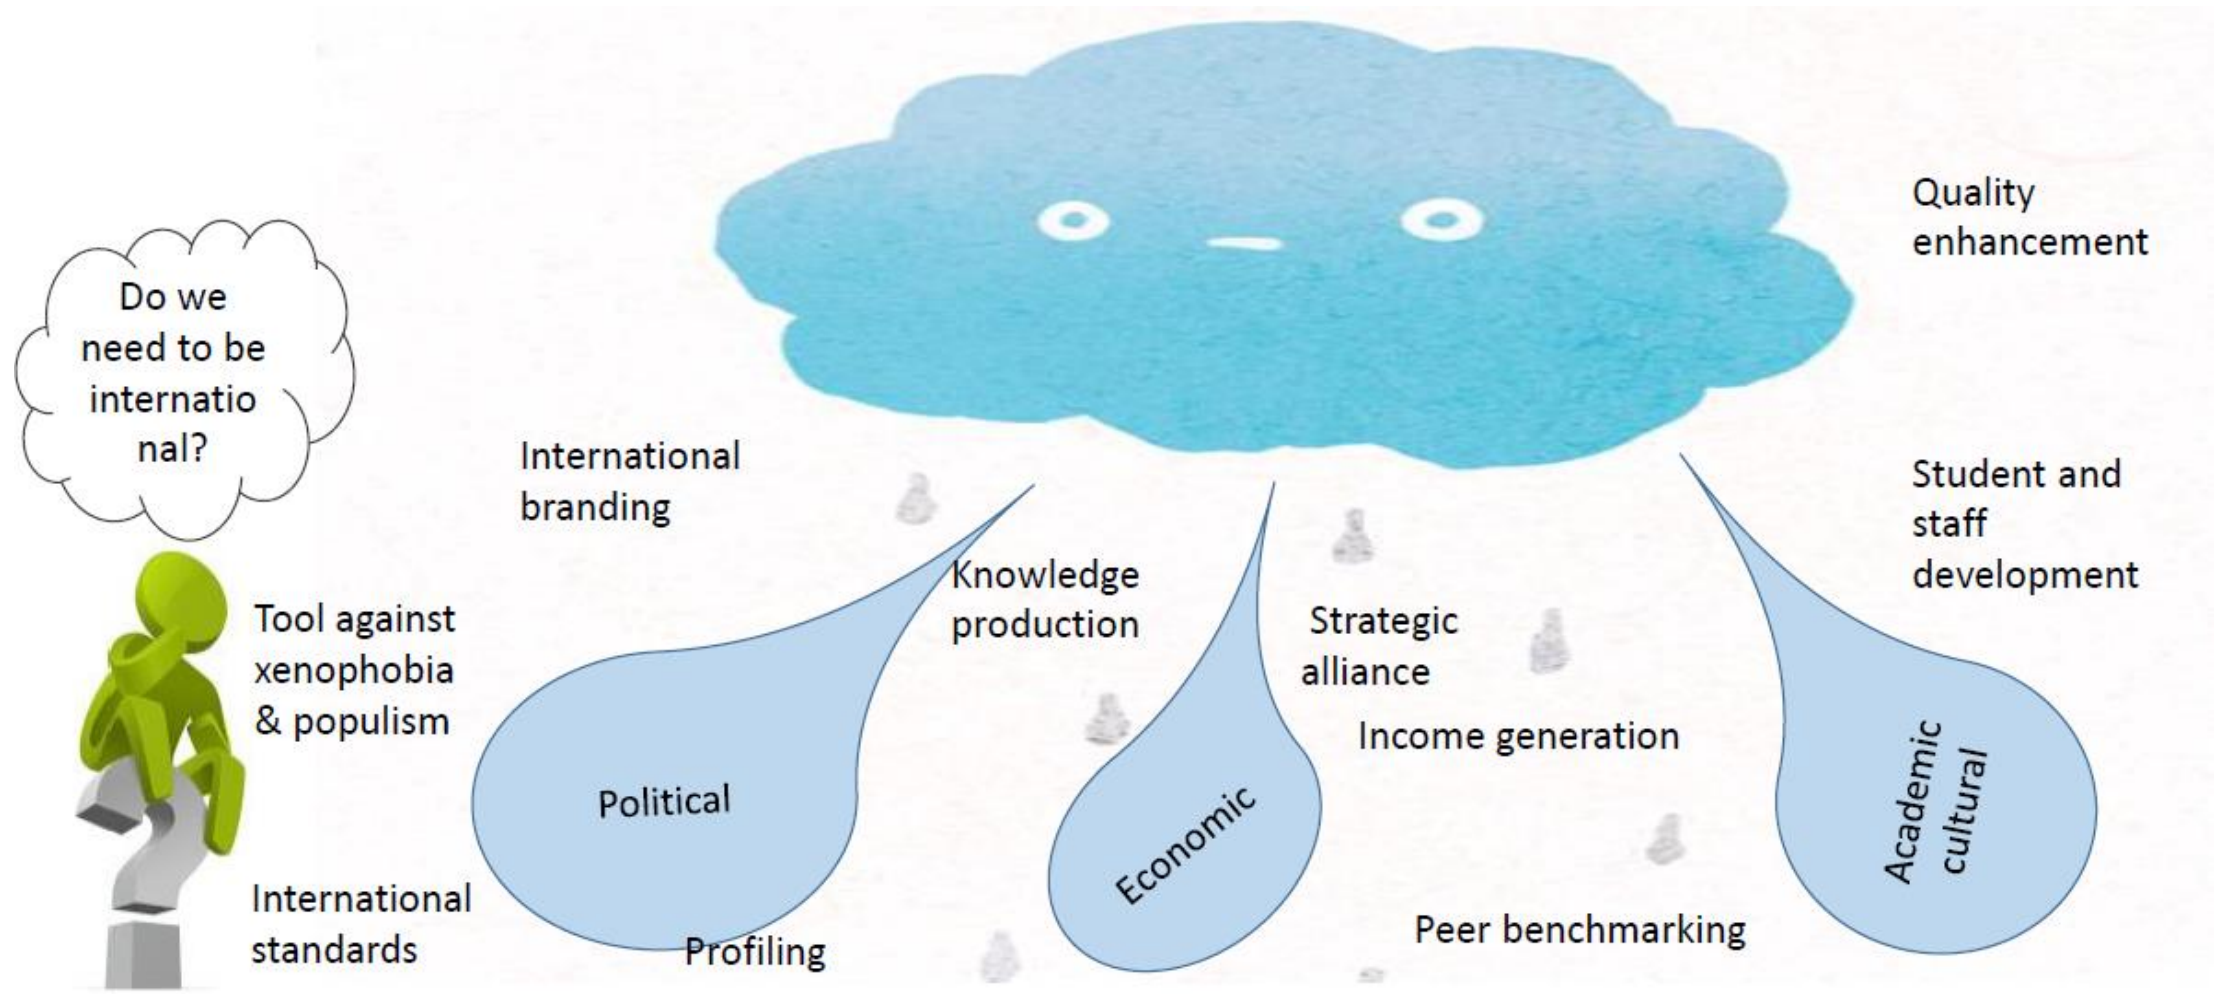 Do we
need to be
internatio
nal?
Tool against
xenophobia
& populism
International
standards
International
branding
Political
Profiling
Knowledge
production
Economic
Strategic
alliance
Income generation
Peer benchmarking
Quality
enhancement
Student and
staff
development
Academic
cultural